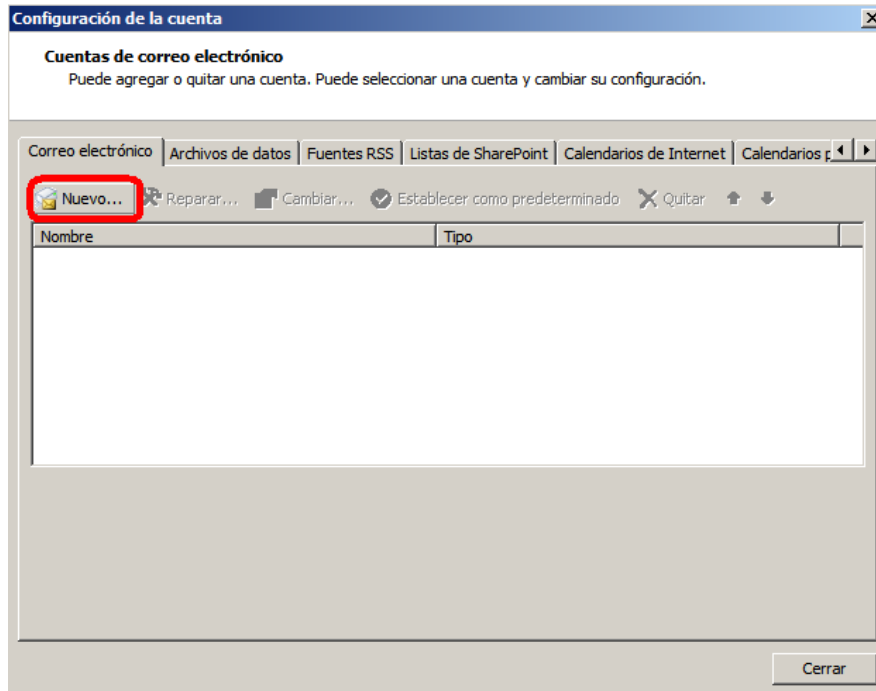 Configuración de la cuenta
Cuentas de correo electrónico
Puede agregar o quitar una cuenta. Puede seleccionar una cuenta y cambiar su configuración.
Correo electrónico Archivos de datos Fuentes RSS Listas de SharePoint Calendarios de Internet Calendarios
Nuevo... Reparar... Cambiar... Establecer como predeterminado Quitar
Nombre Tipo
Cerrar